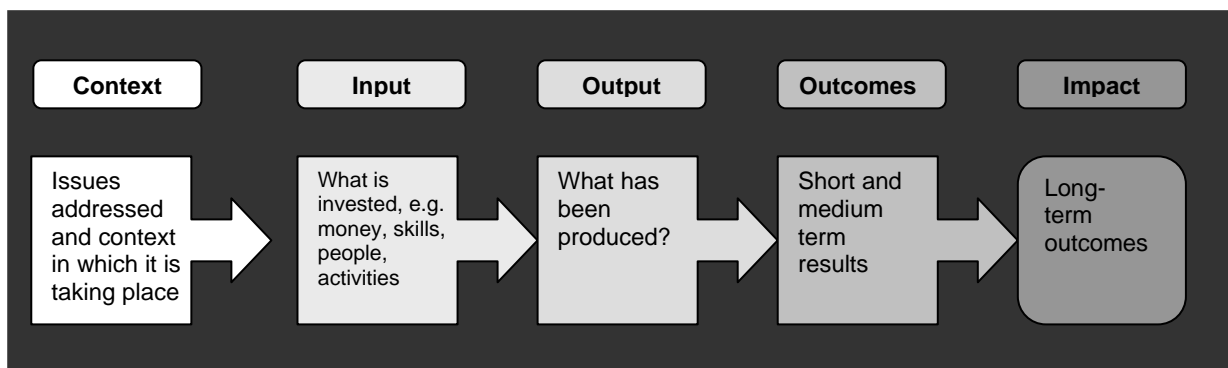 Context
Input
Output
Outcomes
Impact
Issues
addressed
and context
in which it is
taking place
What is
invested, e.g.
money, skills,
people,
activities
What has
been
produced?
Short and
medium
term
results
Long-
term
outcomes